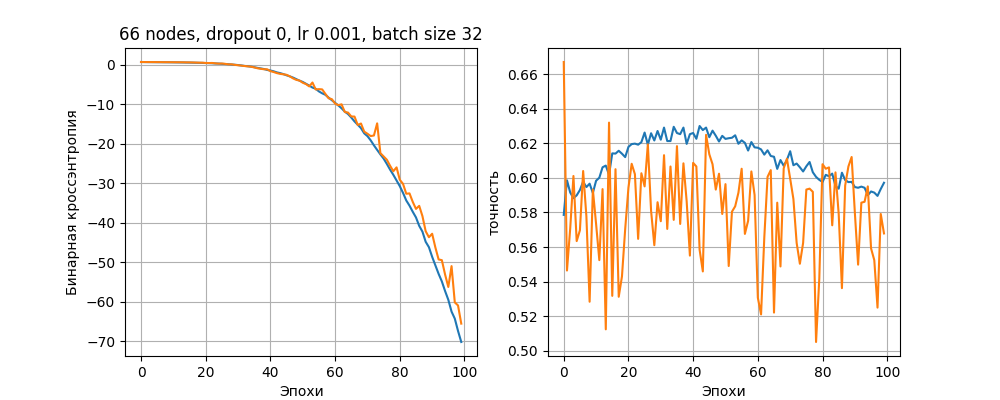 66 nodes, dropout 0, lr 0.001, batch size 32
Бинарная кроссэнтропия
0
−10
−20
−30
−40
−50
−60
−70
0 20 40 60 80 100
Эпохи
точность
0.66
0.64
0.62
0.60
0.58
0.56
0.54
0.52
0.50
0 20 40 60 80 100
Эпохи